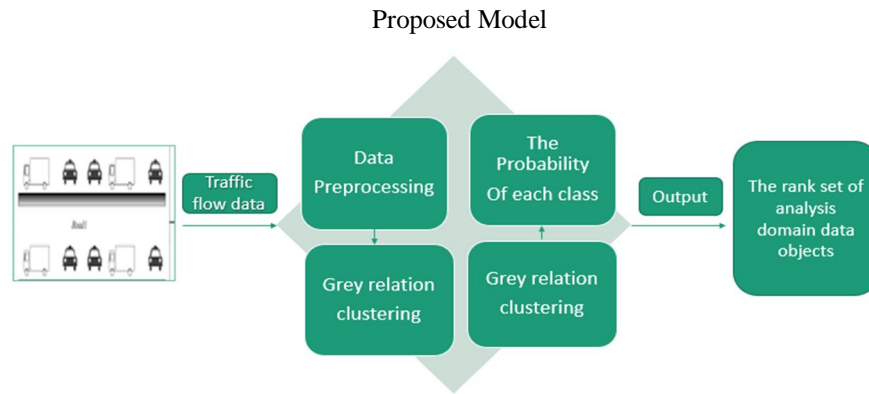 Proposed Model
Traffic
flow data
Data
Preprocessing
Grey relation
clustering
The
Probability
Of each class
Grey relation
clustering
Output
The rank set of
analysis
domain data
objects